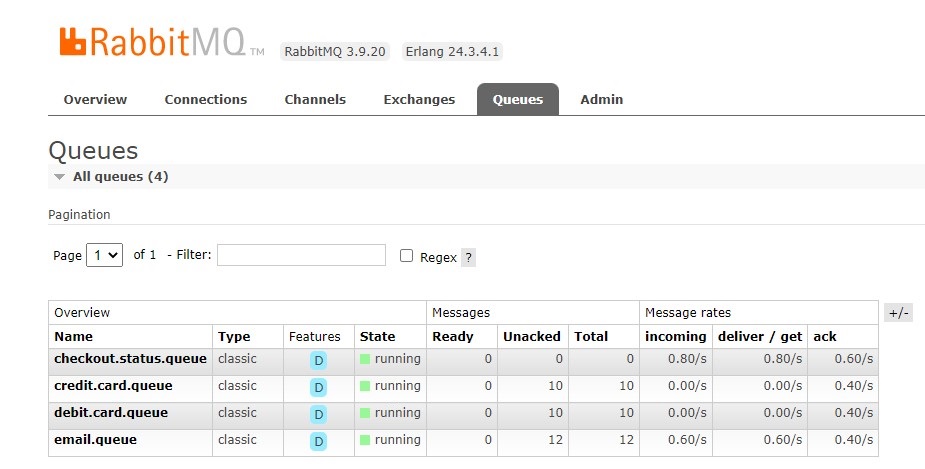 RabbitMQ TM RabbitMQ 3.9.20 Erlang 24.3.4.1
Overview Connections Channels Exchanges Queues Admin
Queues
All queues (4)
Pagination
Page 1 of 1 - Filter: Regex ?
Overview Messages Message rates +/-
Name Type Features State Ready Unacked Total incoming deliver / get ack
checkout.status.queue classic D running 0 0 0 0.80/s 0.80/s 0.60/s
credit.card.queue classic D running 0 10 10 0.00/s 0.00/s 0.40/s
debit.card.queue classic D running 0 10 10 0.00/s 0.00/s 0.40/s
email.queue classic D running 0 12 12 0.60/s 0.60/s 0.40/s